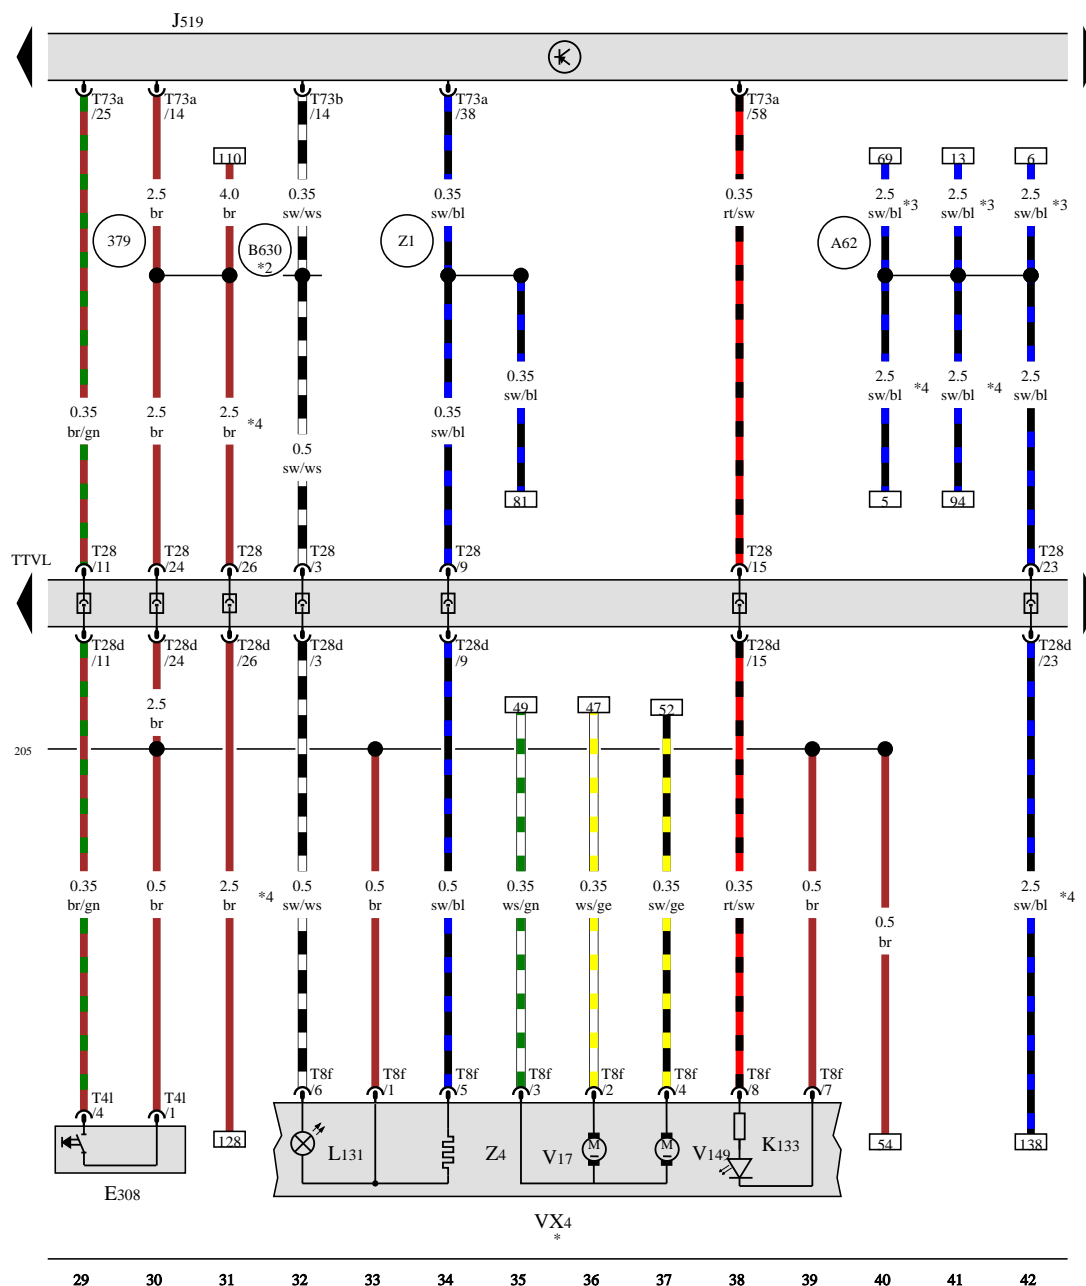 J519
T73a T73a T73b T73a T73a
/25 /14 /14 /38 /58
110 69 13 6
2.5 4.0 0.35 0.35 0.35 2.5 2.5 2.5
br br sw/ws sw/bl rt/sw sw/bl *3 sw/bl *3 sw/bl *3
379 B630 Z1 A62
*2
0.35 2.5 2.5 2.5
sw/bl sw/bl *4 sw/bl *4 sw/bl
0.35 2.5 2.5 *4 0.35
br/gn br br sw/bl
0.5
sw/ws
81 5 94
TTVL T28 T28 T28 T28 T28 T28 T28
/11 /24 /26 /3 /9 /15 /23
T28d T28d T28d T28d T28d T28d T28d
/11 /24 /26 /3 /9 /15 /23
2.5
br
49 47 52
205
0.35 0.5 2.5 0.5 0.5 0.5 0.35 0.35 0.35 0.35 0.5 2.5
br/gn br br *4 sw/ws br sw/bl ws/gn ws/ge sw/ge rt/sw br sw/bl *4
0.5
br
T8f T8f T8f T8f T8f T8f T8f T8f
/6 /1 /5 /3 /2 /4 /8 /7
T4l T4l
/4 /1
128 54 138
M M
L131 Z4 V17 V149 K133
E308
VX4
*
29 30 31 32 33 34 35 36 37 38 39 40 41 42